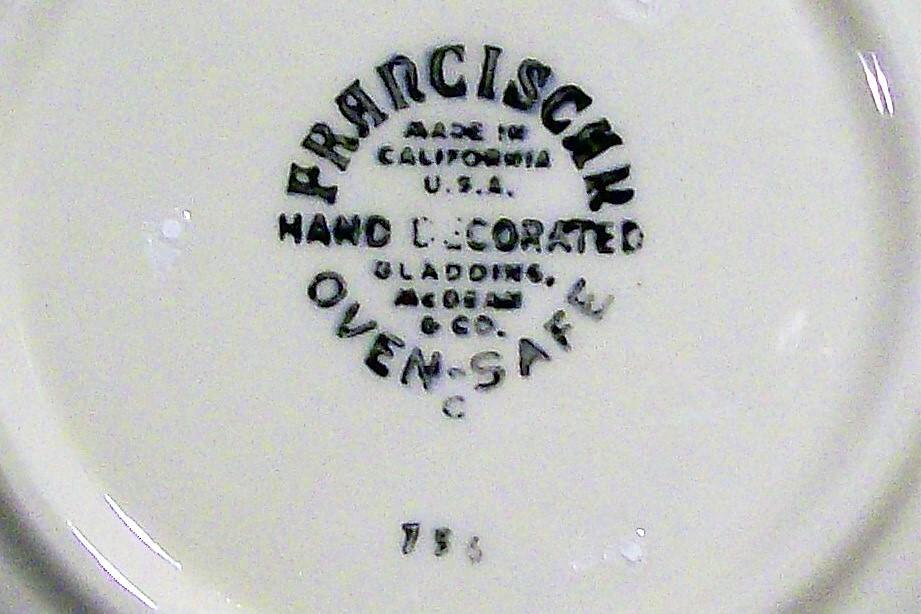 FRANCISCAN
MADE IN
CALIFORNIA
U.S.A.
HAND DECORATED
GLADDING,
McBEAN
& CO.
OVEN-SAFE
C